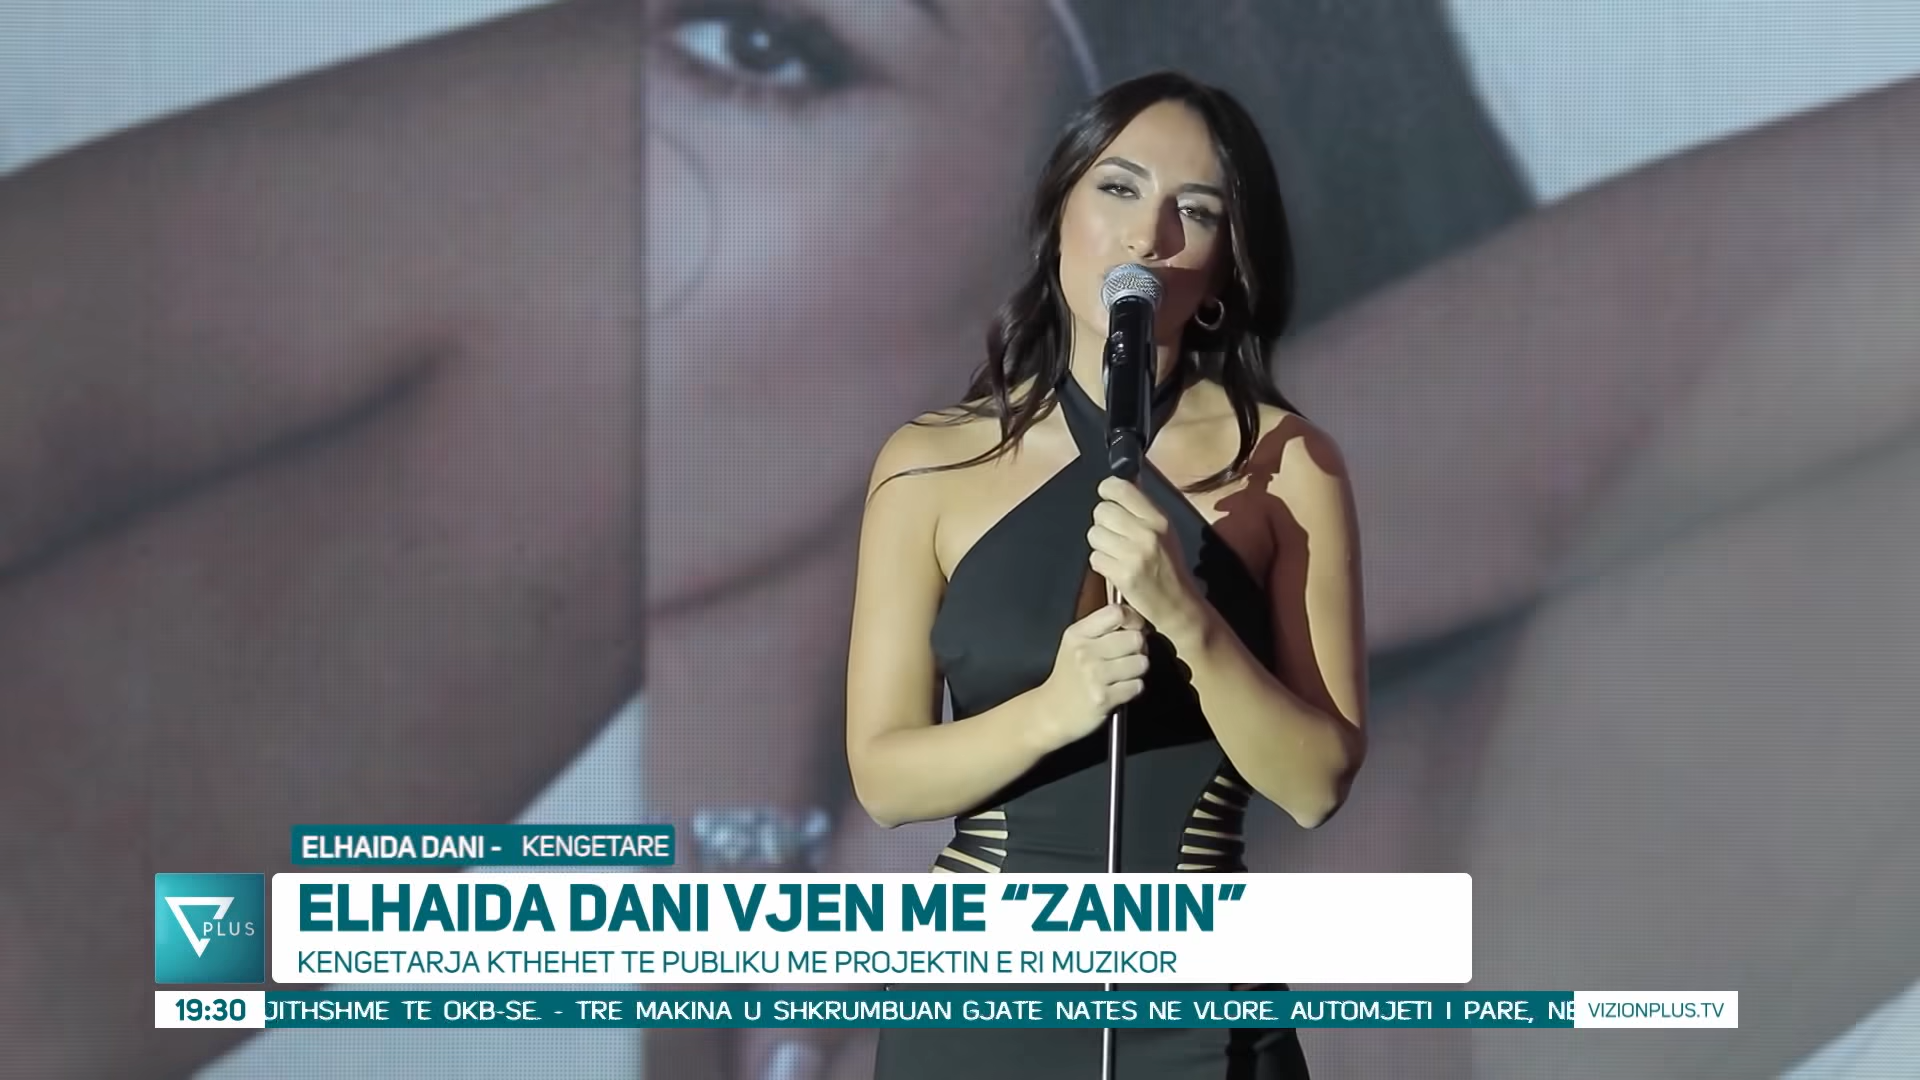 ELHAIDA DANI - KENGETARE
ELHAIDA DANI VJEN ME “ZANIN”
PLUS
KENGETARJA KTHEHET TE PUBLIKU ME PROJEKTIN E RI MUZIKOR
19:30 JITHSHME TE OKB-SE. - TRE MAKINA U SHKRUMBUAN GJATE NATES NE VLORE. AUTOMJETI I PARE, NE VIZIONPLUS.TV